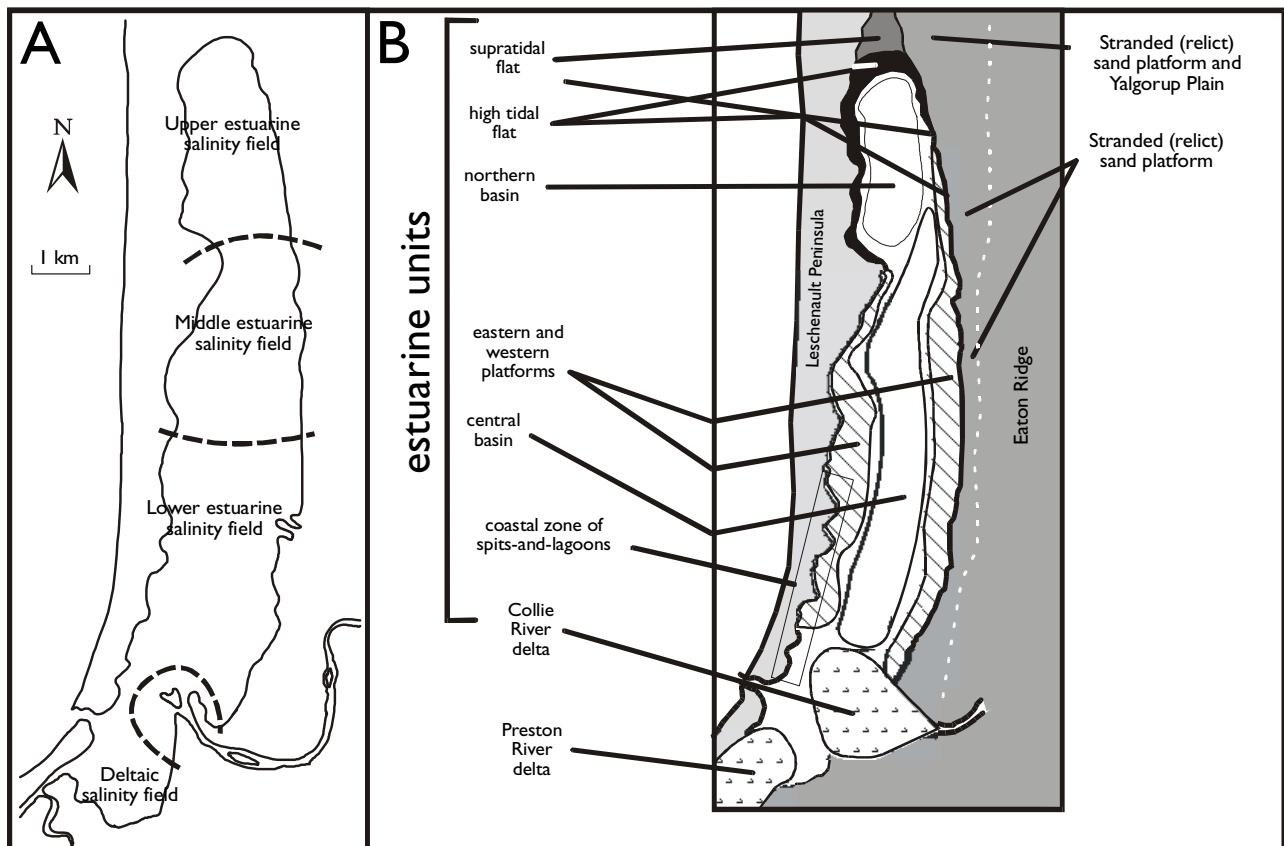 A
N
1 km
Upper estuarine
salinity field
Middle estuarine
salinity field
Lower estuarine
salinity field
Deltaic
salinity field
B
estuarine units
supratidal
flat
high tidal
flat
northern
basin
eastern and
western
platforms
central
basin
coastal zone of
spits-and-lagoons
Collie
River
delta
Preston
River
delta
Leschenault Peninsula
Eaton Ridge
Stranded (relict)
sand platform and
Yalgorup Plain
Stranded (relict)
sand platform